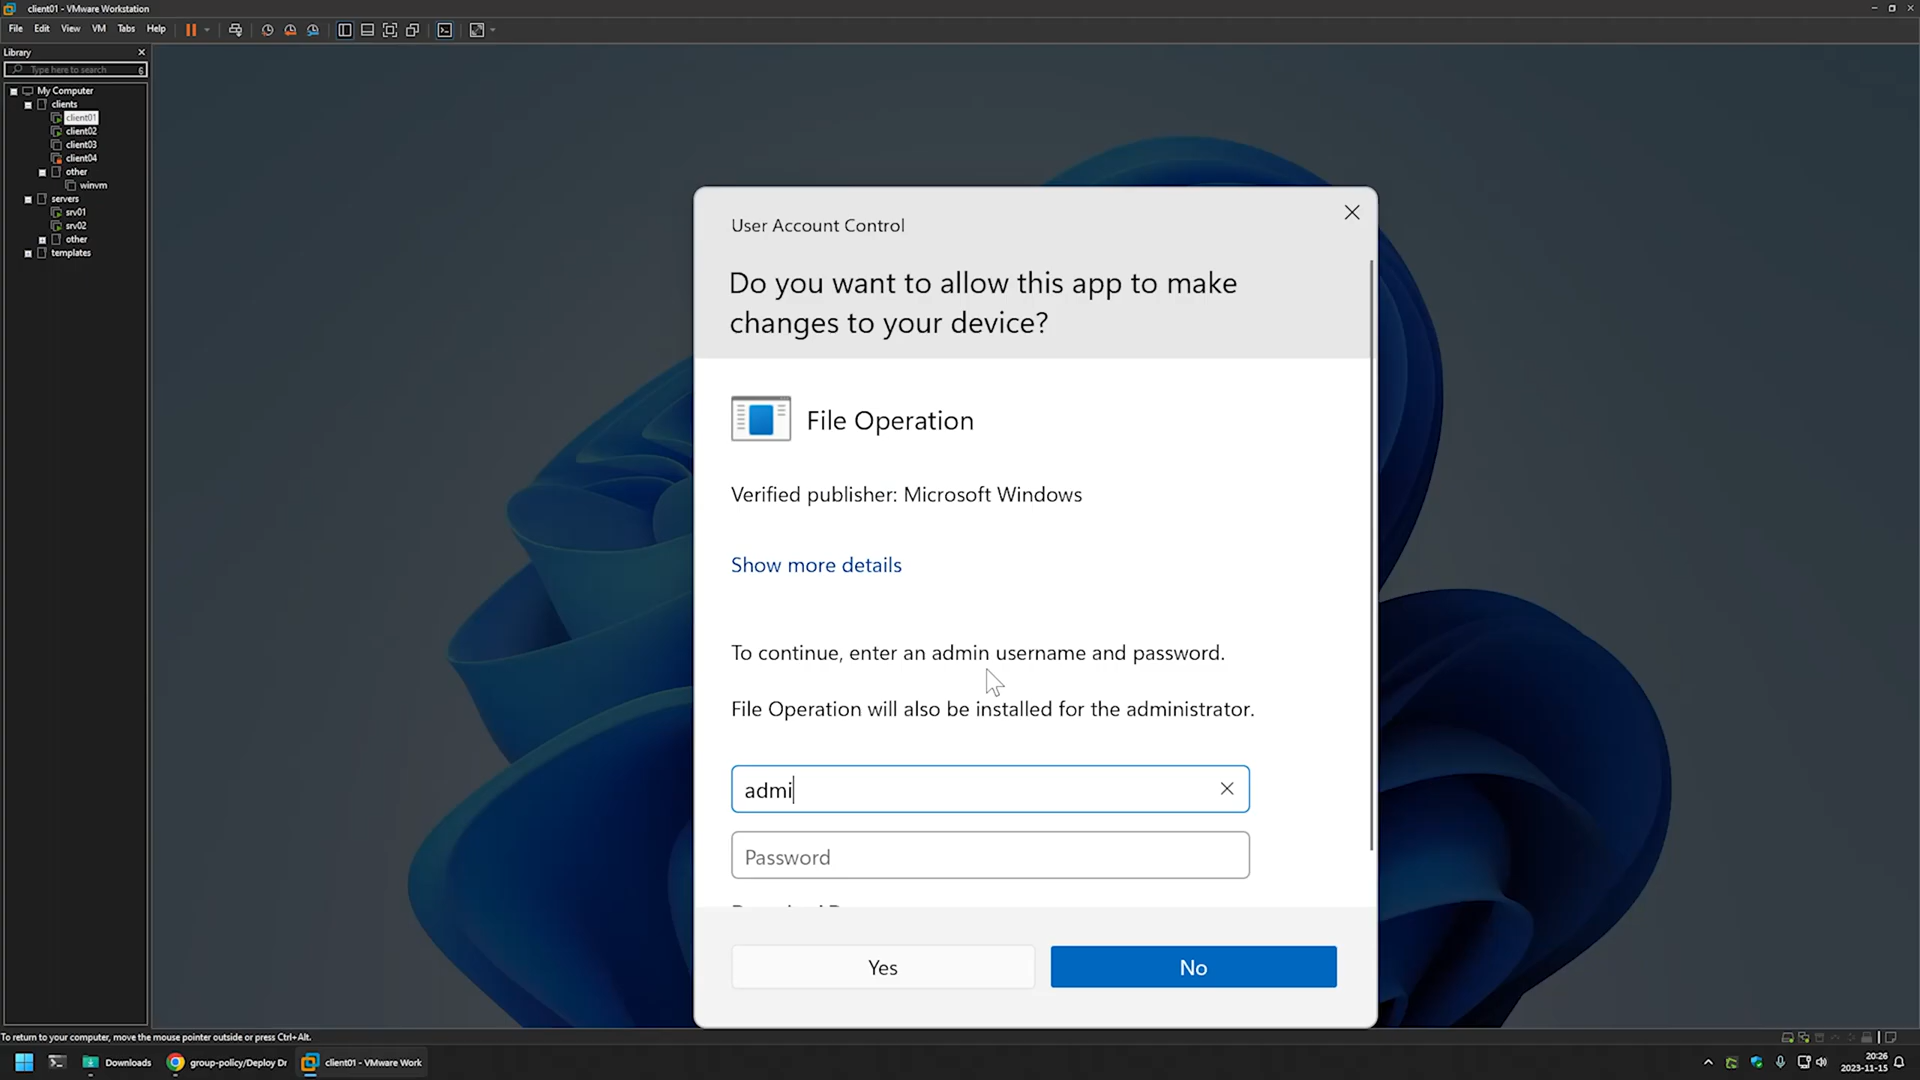 client01 - VMware Workstation
File Edit View VM Tabs Help
Library
Type here to search
My Computer
clients
client01
client02
client03
client04
other
winvm
servers
srv01
srv02
other
templates
User Account Control
Do you want to allow this app to make
changes to your device?
File Operation
Verified publisher: Microsoft Windows
Show more details
To continue, enter an admin username and password.
File Operation will also be installed for the administrator.
admi
Password
Yes
No
To return to your computer, move the mouse pointer outside or press Ctrl+Alt.
Downloads
group-policy/Deploy Dr
client01 - VMware Work
20:26
2023-11-15